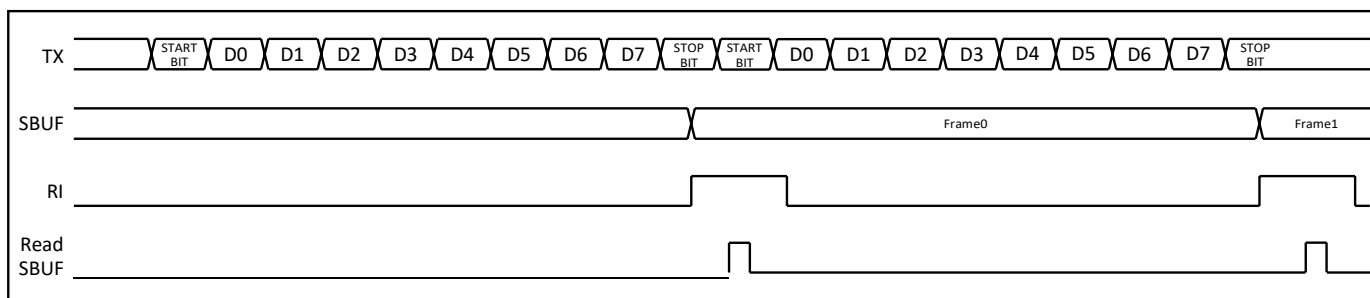 TX START BIT D0 D1 D2 D3 D4 D5 D6 D7 STOP BIT START BIT D0 D1 D2 D3 D4 D5 D6 D7 STOP BIT
SBUF Frame0 Frame1
RI
Read
SBUF